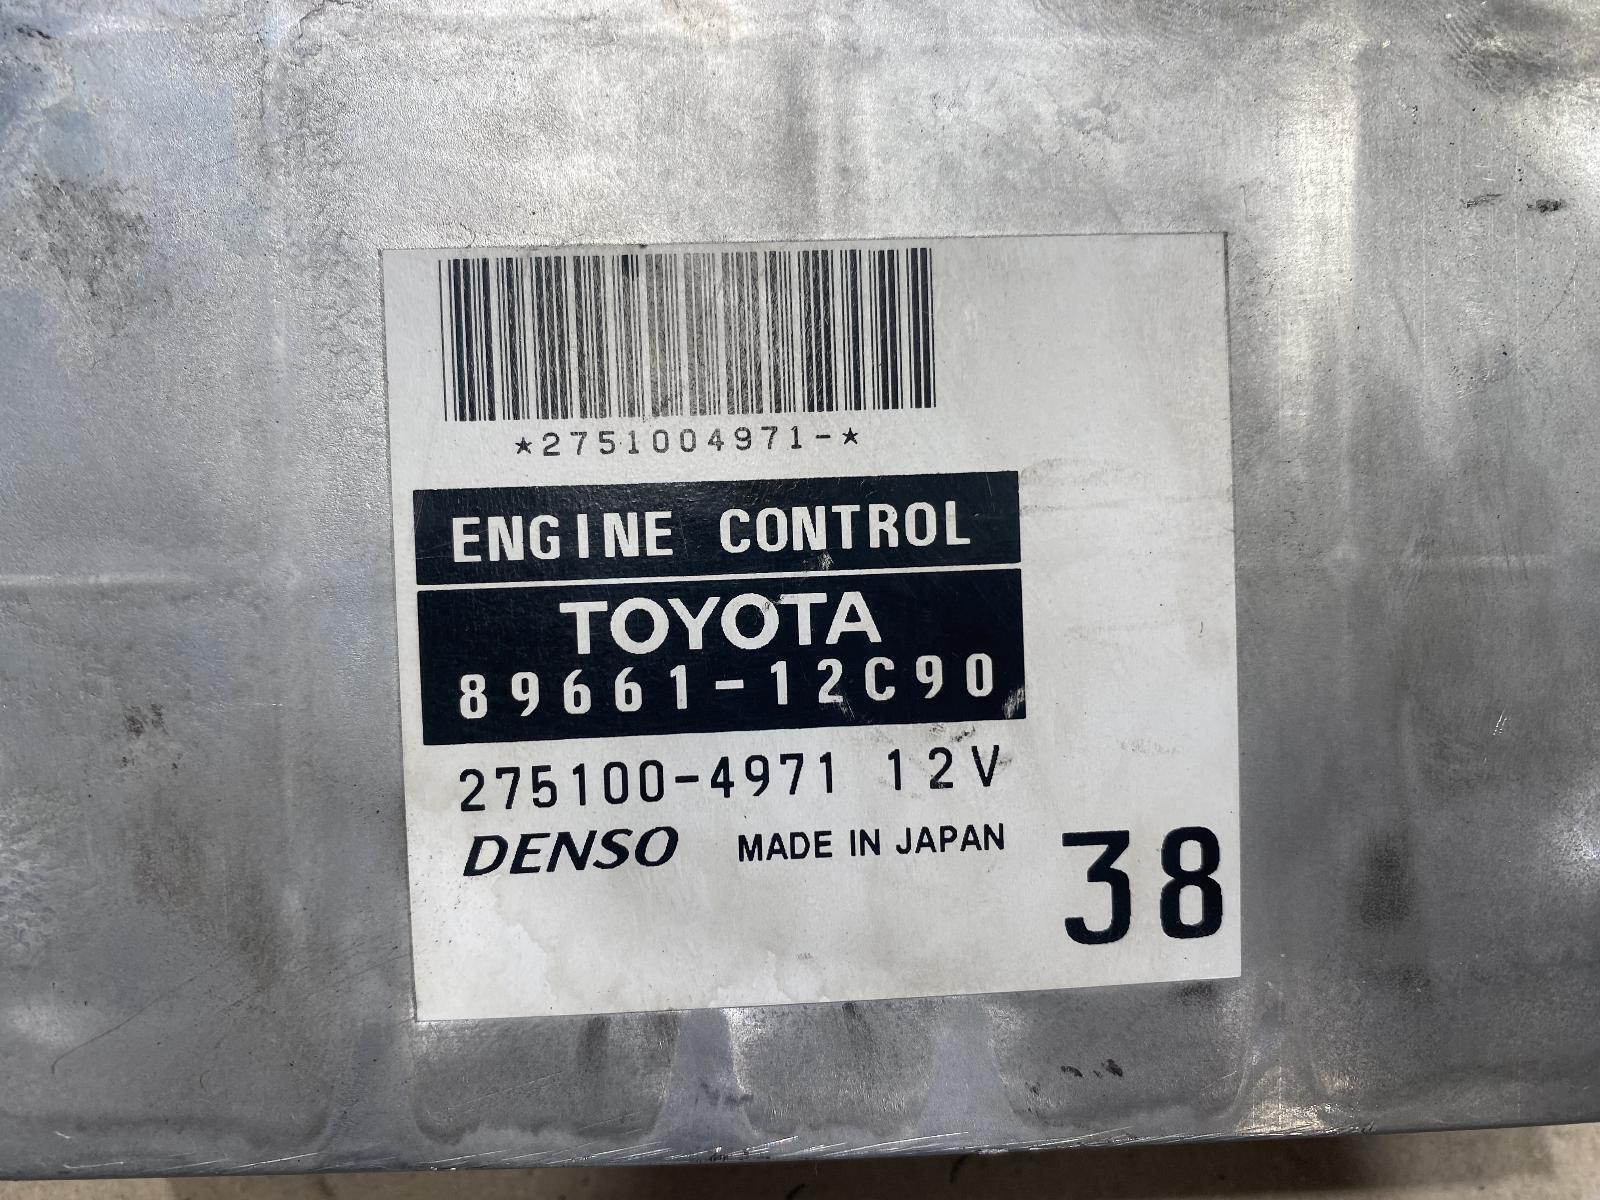 ★2751004971-★
ENGINE CONTROL
TOYOTA
89661-12C90
275100-4971 12V
DENSO MADE IN JAPAN
38